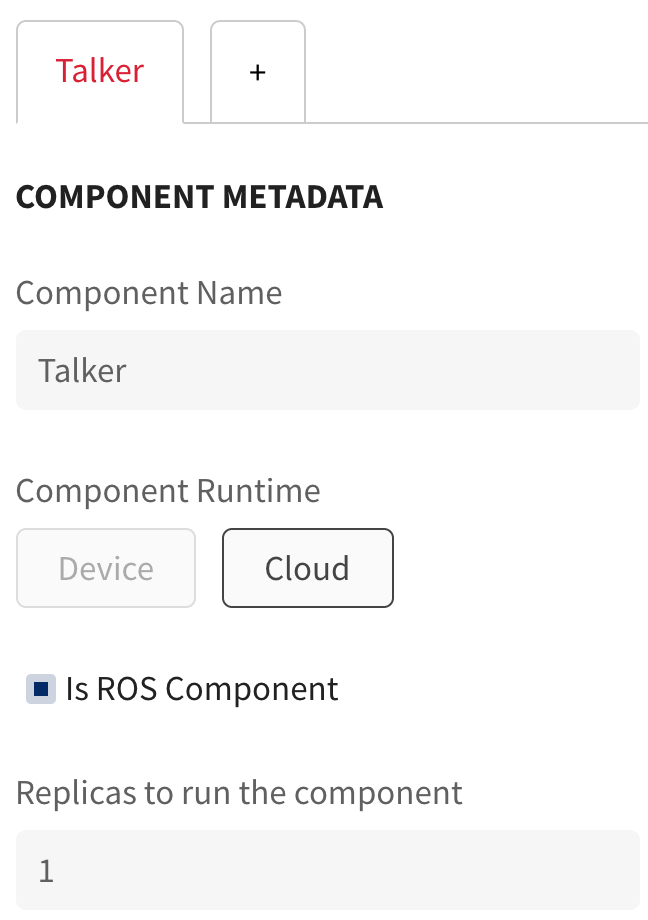 Talker +
COMPONENT METADATA
Component Name
Talker
Component Runtime
Device Cloud
Is ROS Component
Replicas to run the component
1